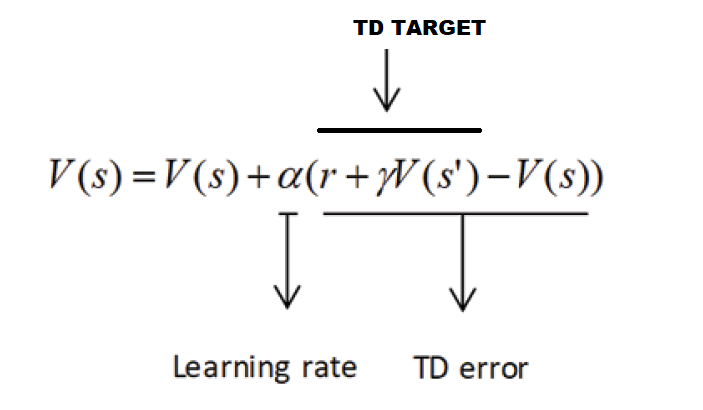 TD TARGET
V(s) = V(s) + α(r + γV(s') − V(s))
Learning rate TD error